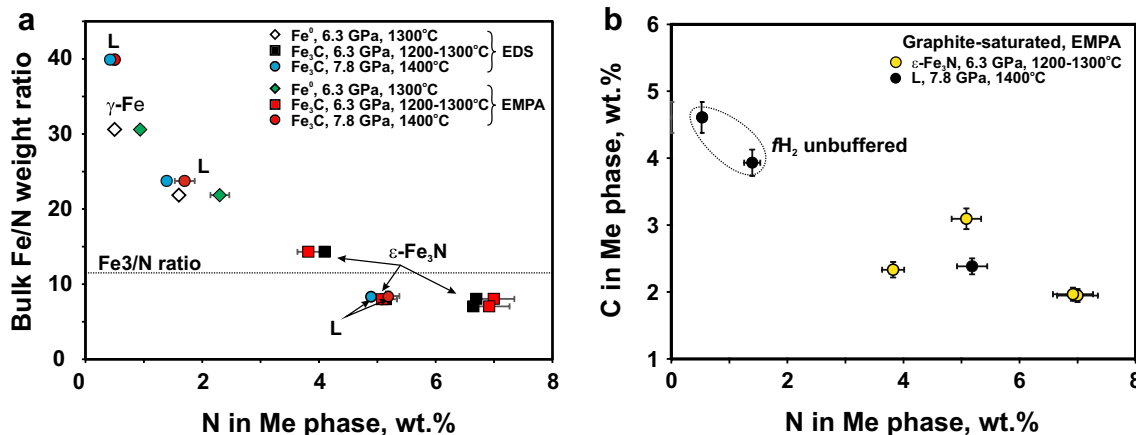 a
Bulk Fe/N weight ratio
40
30
20
10
0
0
2
4
6
8
N in Me phase, wt.%
Fe⁰, 6.3 GPa, 1300°C
Fe₃C, 6.3 GPa, 1200-1300°C
Fe₃C, 7.8 GPa, 1400°C
EDS
Fe⁰, 6.3 GPa, 1300°C
Fe₃C, 6.3 GPa, 1200-1300°C
Fe₃C, 7.8 GPa, 1400°C
EMPA
L
γ-Fe
L
ε-Fe₃N
Fe3/N ratio
L
b
C in Me phase, wt.%
6
5
4
3
2
1
0
2
4
6
8
N in Me phase, wt.%
Graphite-saturated, EMPA
ε-Fe₃N, 6.3 GPa, 1200-1300°C
L, 7.8 GPa, 1400°C
fH₂ unbuffered